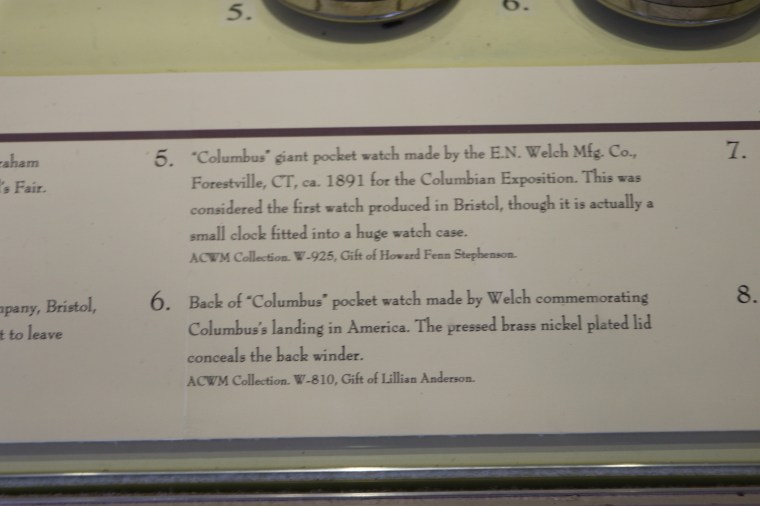 5.
6.
raham
's Fair.
5. "Columbus" giant pocket watch made by the E.N. Welch Mfg. Co.,
Forestville, CT, ca. 1891 for the Columbian Exposition. This was
considered the first watch produced in Bristol, though it is actually a
small clock fitted into a huge watch case.
ACWM Collection. W-925, Gift of Howard Fenn Stephenson.
7.
mpany, Bristol,
t to leave
6. Back of "Columbus" pocket watch made by Welch commemorating
Columbus's landing in America. The pressed brass nickel plated lid
conceals the back winder.
ACWM Collection. W-810, Gift of Lillian Anderson.
8.